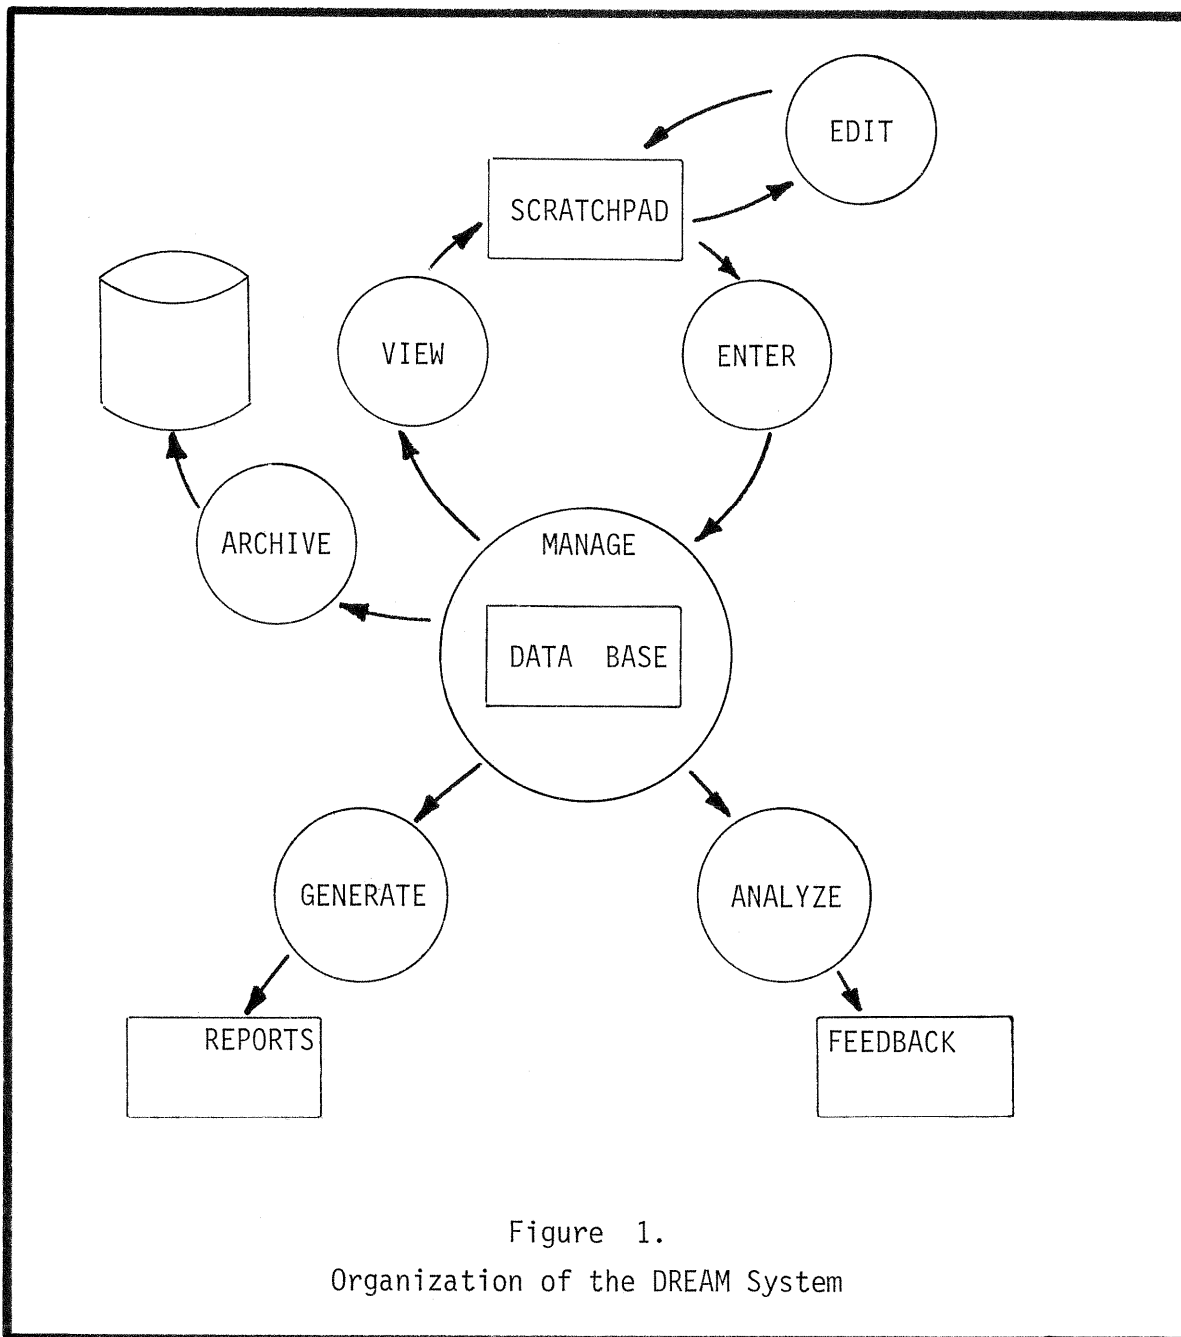 EDIT
SCRATCHPAD
VIEW
ENTER
ARCHIVE
MANAGE
DATA BASE
GENERATE
ANALYZE
REPORTS
FEEDBACK
Figure 1.
Organization of the DREAM System